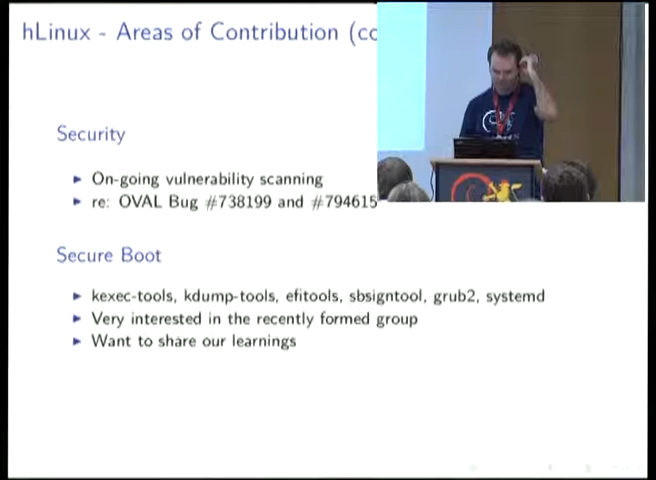 hLinux - Areas of Contribution (co
Security
▶ On-going vulnerability scanning
▶ re: OVAL Bug #738199 and #794615
Secure Boot
▶ kexec-tools, kdump-tools, efitools, sbsigntool, grub2, systemd
▶ Very interested in the recently formed group
▶ Want to share our learnings